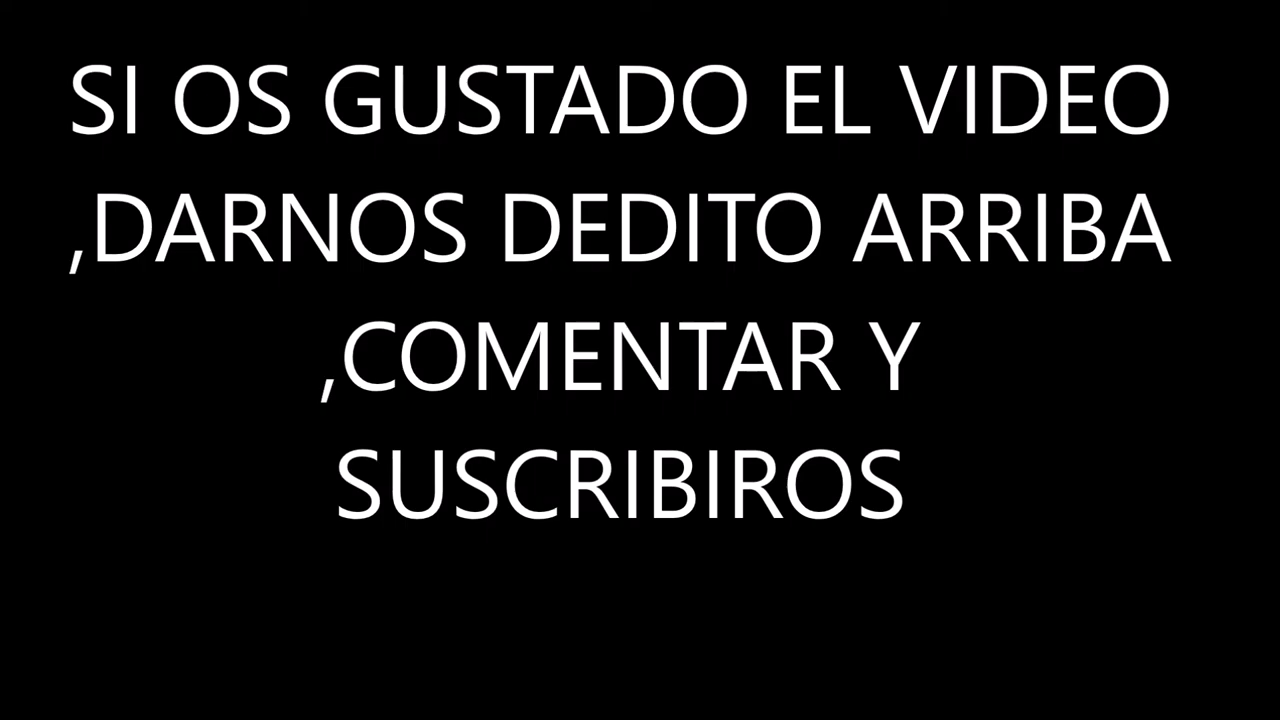 SI OS GUSTADO EL VIDEO
,DARNOS DEDITO ARRIBA
,COMENTAR Y
SUSCRIBIROS